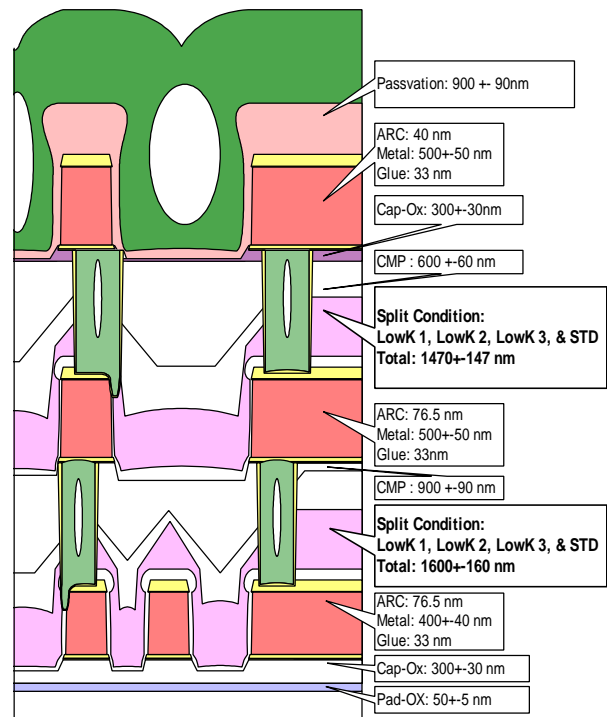 Passvation: 900 +- 90nm
ARC: 40 nm
Metal: 500+-50 nm
Glue: 33 nm
Cap-Ox: 300+-30nm
CMP : 600 +-60 nm
Split Condition:
LowK 1, LowK 2, LowK 3, & STD
Total: 1470+-147 nm
ARC: 76.5 nm
Metal: 500+-50 nm
Glue: 33nm
CMP : 900 +-90 nm
Split Condition:
LowK 1, LowK 2, LowK 3, & STD
Total: 1600+-160 nm
ARC: 76.5 nm
Metal: 400+-40 nm
Glue: 33 nm
Cap-Ox: 300+-30 nm
Pad-OX: 50+-5 nm